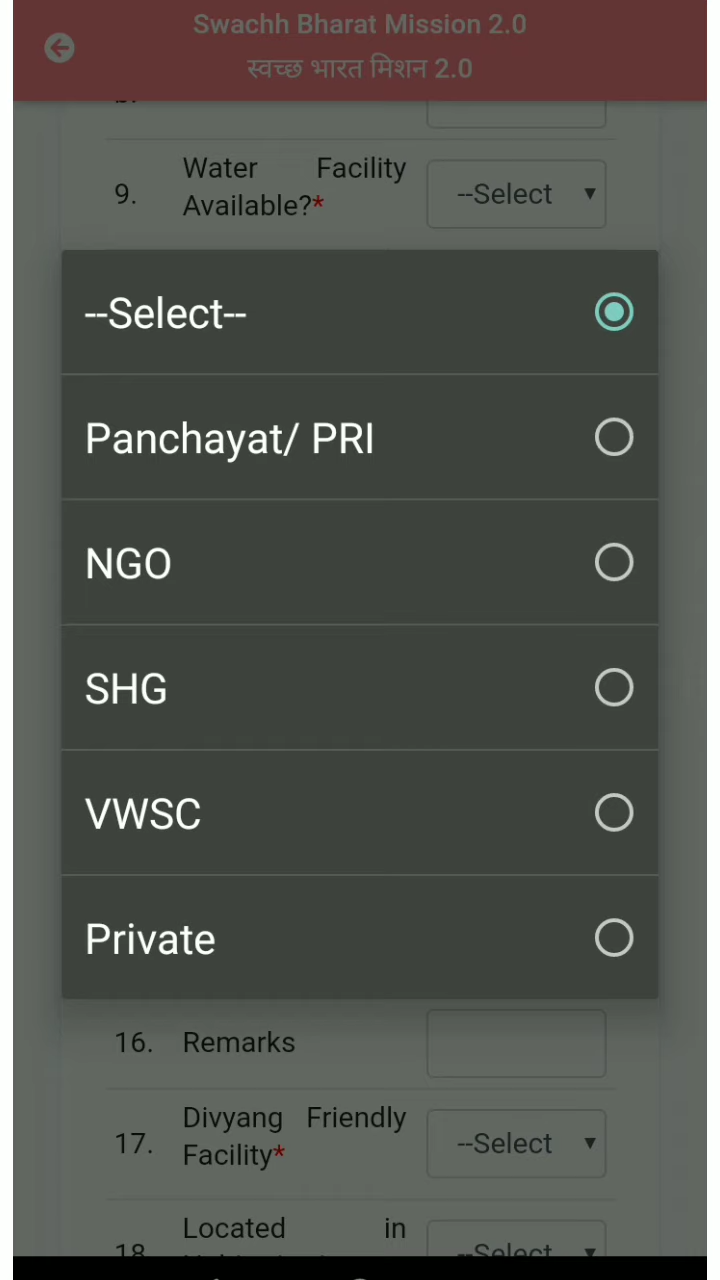 Swachh Bharat Mission 2.0
स्वच्छ भारत मिशन 2.0
9. Water Facility --Select ▼
Available?*
--Select--
Panchayat/ PRI
NGO
SHG
VWSC
Private
16. Remarks
17. Divyang Friendly --Select ▼
Facility*
18 Located in --Select ▼